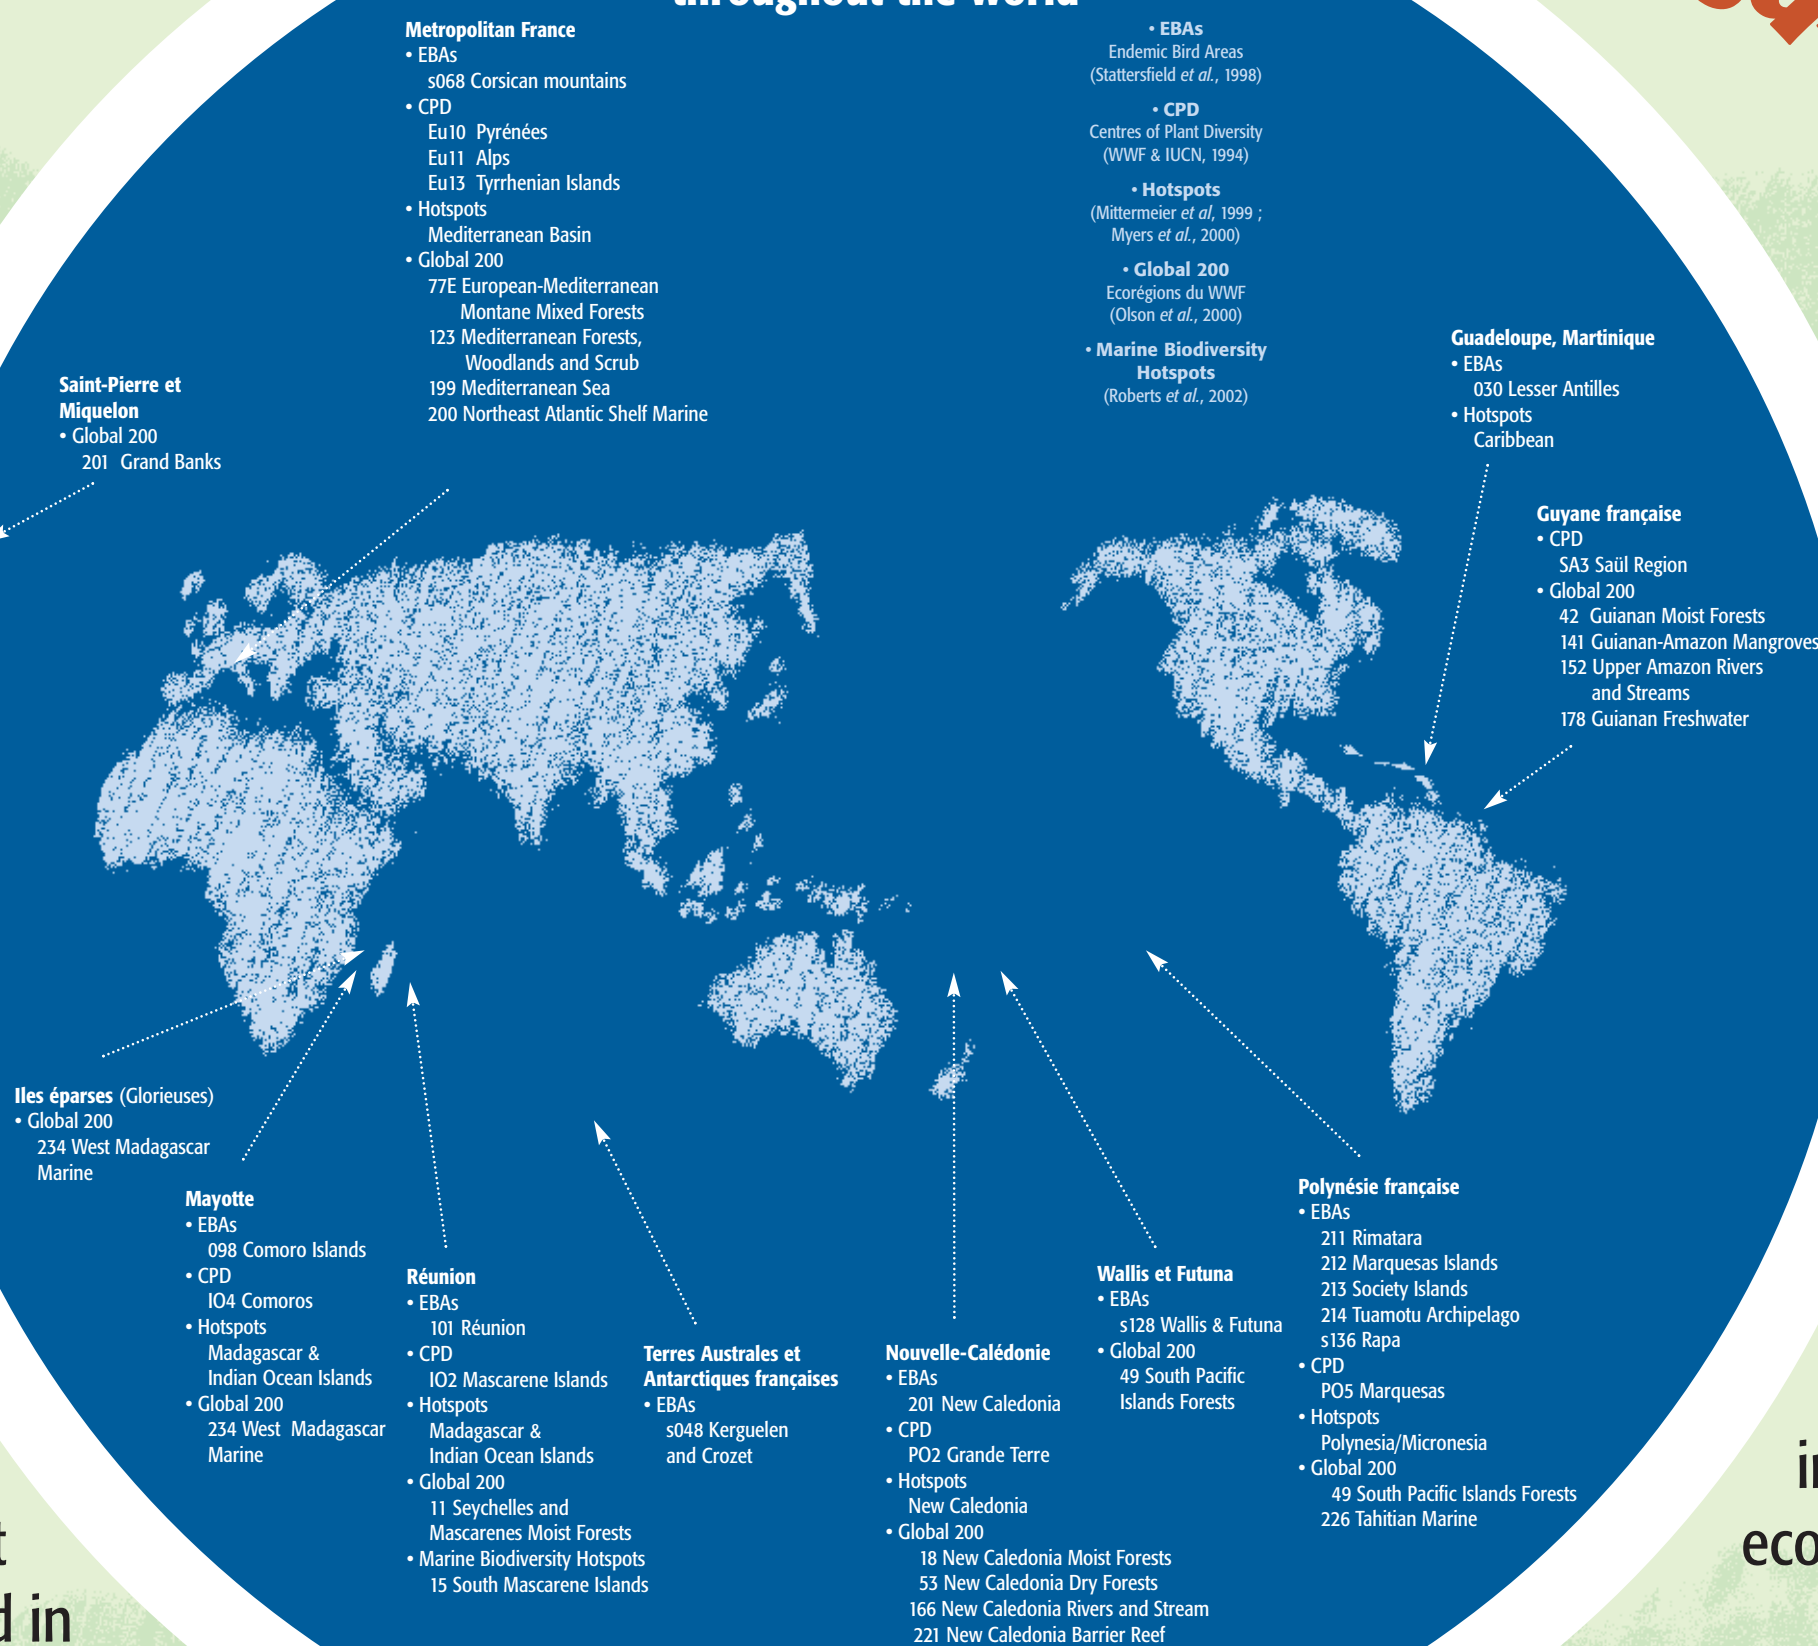 Metropolitan France
• EBAs
s068 Corsican mountains
• CPD
Eu10 Pyrénées
Eu11 Alps
Eu13 Tyrrhenian Islands
• Hotspots
Mediterranean Basin
• Global 200
77E European-Mediterranean
Montane Mixed Forests
123 Mediterranean Forests,
Woodlands and Scrub
199 Mediterranean Sea
200 Northeast Atlantic Shelf Marine
• EBAs
Endemic Bird Areas
(Stattersfield et al., 1998)
• CPD
Centres of Plant Diversity
(WWF & IUCN, 1994)
• Hotspots
(Mittermeier et al, 1999 ;
Myers et al., 2000)
• Global 200
Ecorégions du WWF
(Olson et al., 2000)
• Marine Biodiversity
Hotspots
(Roberts et al., 2002)
Saint-Pierre et
Miquelon
• Global 200
201 Grand Banks
Guadeloupe, Martinique
• EBAs
030 Lesser Antilles
• Hotspots
Caribbean
Guyane française
• CPD
SA3 Saül Region
• Global 200
42 Guianan Moist Forests
141 Guianan-Amazon Mangroves
152 Upper Amazon Rivers
and Streams
178 Guianan Freshwater
Iles éparses (Glorieuses)
• Global 200
234 West Madagascar
Marine
Mayotte
• EBAs
098 Comoro Islands
• CPD
IO4 Comoros
• Hotspots
Madagascar &
Indian Ocean Islands
• Global 200
234 West Madagascar
Marine
Réunion
• EBAs
101 Réunion
• CPD
IO2 Mascarene Islands
• Hotspots
Madagascar &
Indian Ocean Islands
• Global 200
11 Seychelles and
Mascarenes Moist Forests
• Marine Biodiversity Hotspots
15 South Mascarene Islands
Terres Australes et
Antarctiques françaises
• EBAs
s048 Kerguelen
and Crozet
Nouvelle-Calédonie
• EBAs
201 New Caledonia
• CPD
PO2 Grande Terre
• Hotspots
New Caledonia
• Global 200
18 New Caledonia Moist Forests
53 New Caledonia Dry Forests
166 New Caledonia Rivers and Stream
221 New Caledonia Barrier Reef
Wallis et Futuna
• EBAs
s128 Wallis & Futuna
• Global 200
49 South Pacific
Islands Forests
Polynésie française
• EBAs
211 Rimatara
212 Marquesas Islands
213 Society Islands
214 Tuamotu Archipelago
s136 Rapa
• CPD
PO5 Marquesas
• Hotspots
Polynesia/Micronesia
• Global 200
49 South Pacific Islands Forests
226 Tahitian Marine
in